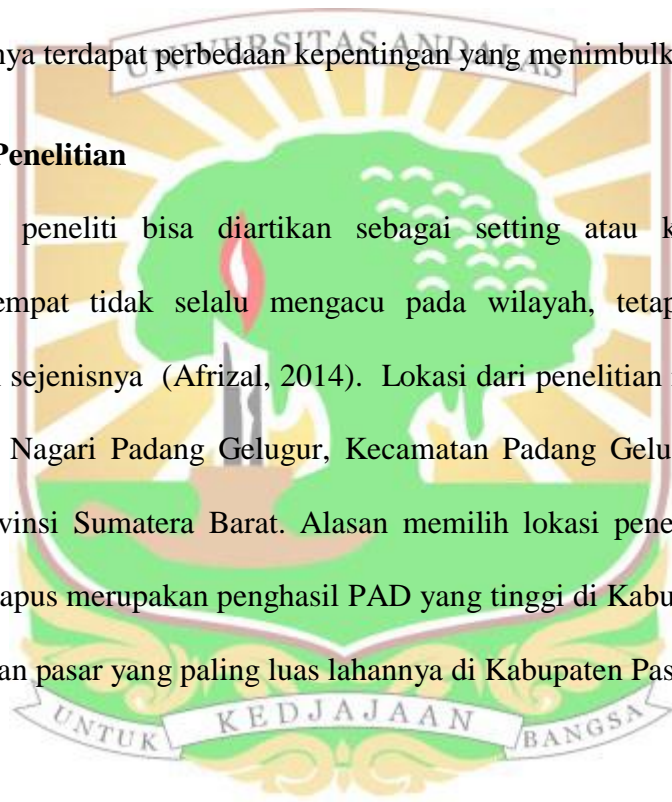 UNIVERSITAS ANDALAS
nya terdapat perbedaan kepentingan yang menimbulk
Penelitian
peneliti bisa diartikan sebagai setting atau k
empat tidak selalu mengacu pada wilayah, tetap
sejenisnya (Afrizal, 2014). Lokasi dari penelitian
Nagari Padang Gelugur, Kecamatan Padang Gelu
vinsi Sumatera Barat. Alasan memilih lokasi pene
apus merupakan penghasil PAD yang tinggi di Kabu
an pasar yang paling luas lahannya di Kabupaten Pas
UNTUK KEDJAJAAN BANGSA